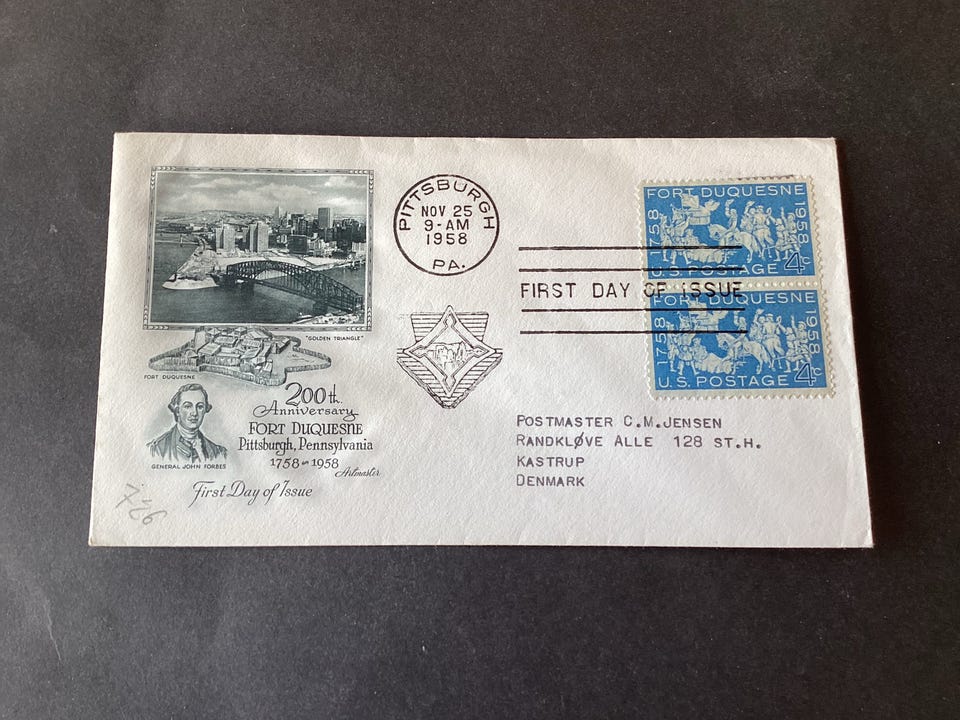 "GOLDEN TRIANGLE"
FORT DUQUESNE
GENERAL JOHN FORBES
200th
Anniversary
FORT DUQUESNE
Pittsburgh, Pennsylvania
1758-1958
Artmaster
First Day of Issue
PITTSBURGH
NOV 25
9-AM
1958
PA.
FIRST DAY OF ISSUE
FORT DUQUESNE
1758
1958
U.S. POSTAGE 4c
FORT DUQUESNE
1758
1958
U.S. POSTAGE 4c
POSTMASTER C.M.JENSEN
RANDKLØVE ALLE 128 ST.H.
KASTRUP
DENMARK